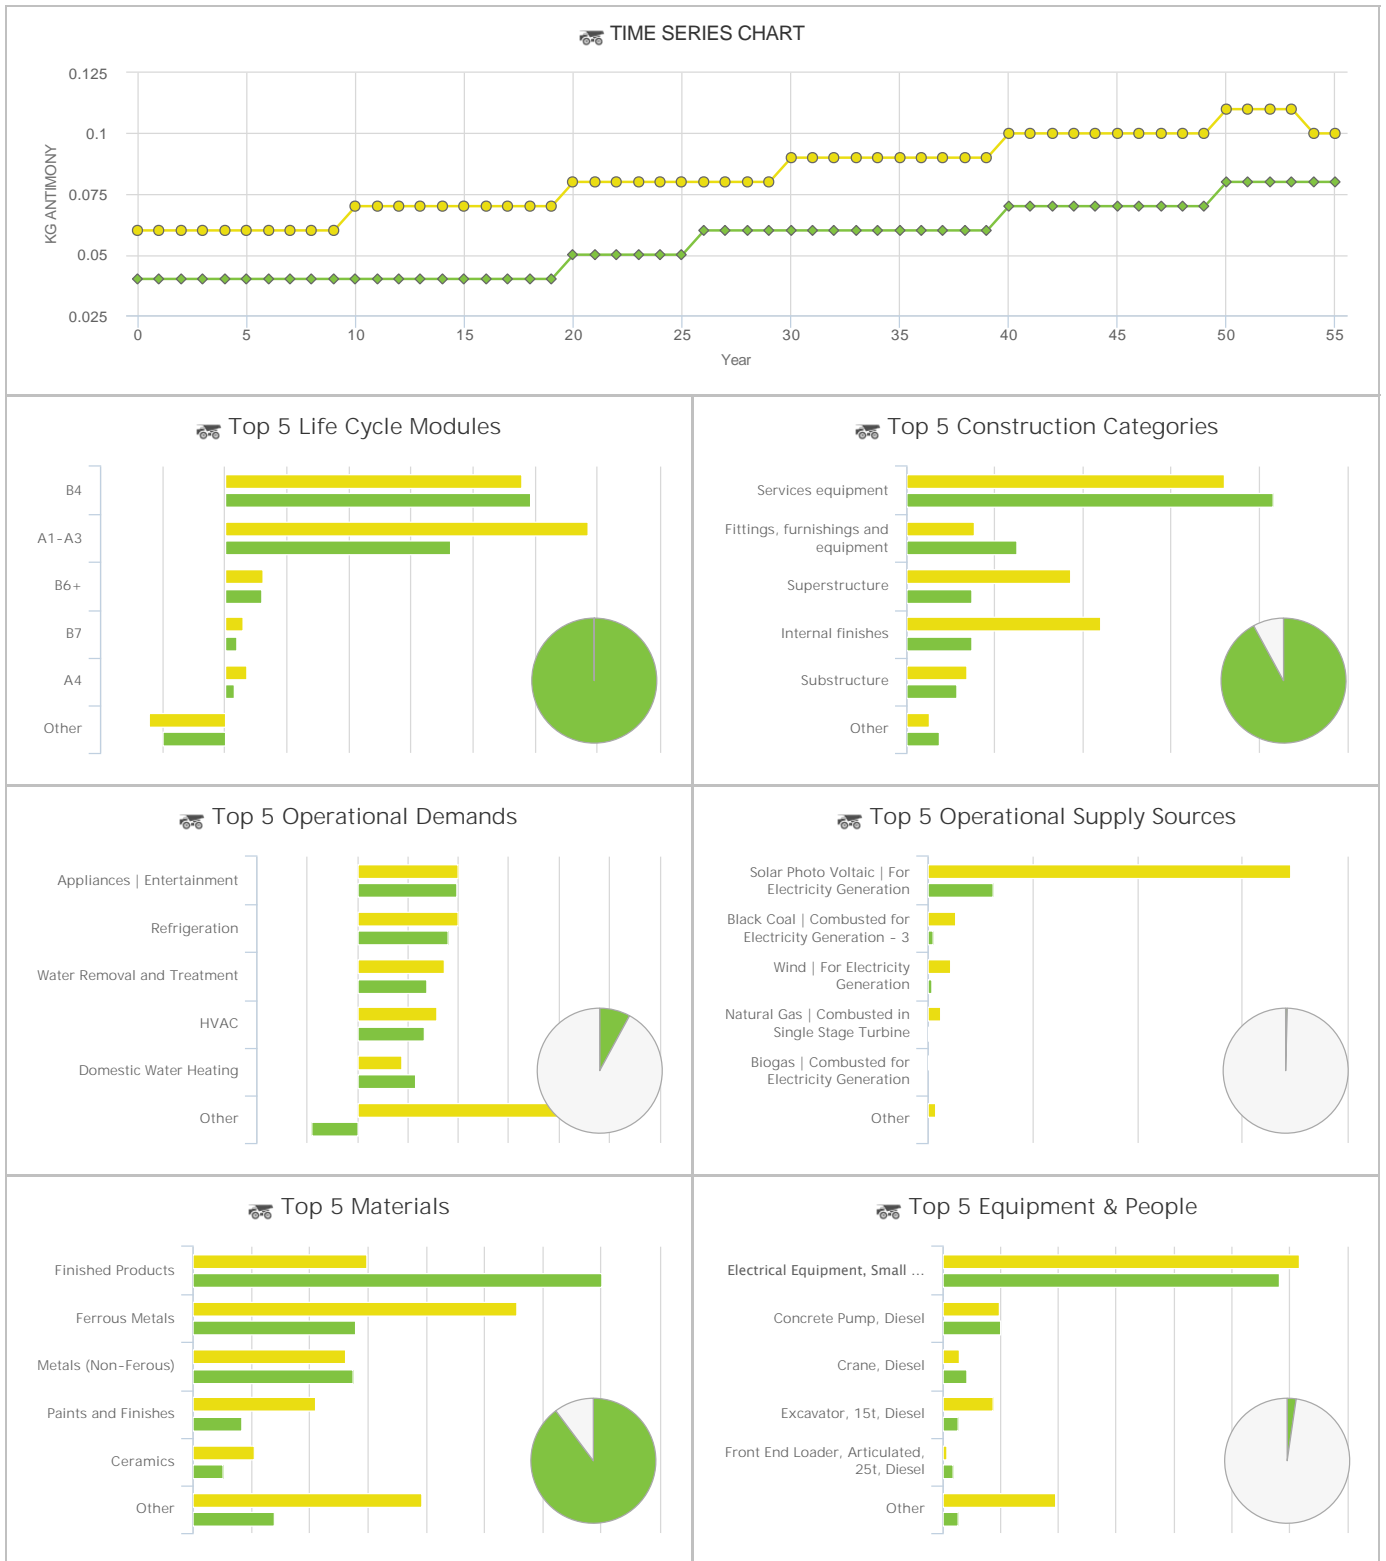 TIME SERIES CHART
0.125
0.1
0.075
0.05
0.025
KG ANTIMONY
0 5 10 15 20 25 30 35 40 45 50 55
Year
Top 5 Life Cycle Modules
B4
A1-A3
B6+
B7
A4
Other
Top 5 Construction Categories
Services equipment
Fittings, furnishings and
equipment
Superstructure
Internal finishes
Substructure
Other
Top 5 Operational Demands
Appliances | Entertainment
Refrigeration
Water Removal and Treatment
HVAC
Domestic Water Heating
Other
Top 5 Operational Supply Sources
Solar Photo Voltaic | For
Electricity Generation
Black Coal | Combusted for
Electricity Generation - 3
Wind | For Electricity
Generation
Natural Gas | Combusted in
Single Stage Turbine
Biogas | Combusted for
Electricity Generation
Other
Top 5 Materials
Finished Products
Ferrous Metals
Metals (Non-Ferous)
Paints and Finishes
Ceramics
Other
Top 5 Equipment & People
Electrical Equipment, Small ...
Concrete Pump, Diesel
Crane, Diesel
Excavator, 15t, Diesel
Front End Loader, Articulated,
25t, Diesel
Other